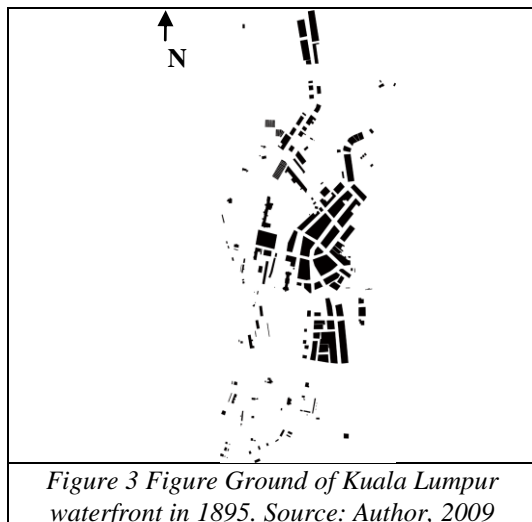 N
Figure 3 Figure Ground of Kuala Lumpur
waterfront in 1895. Source: Author, 2009